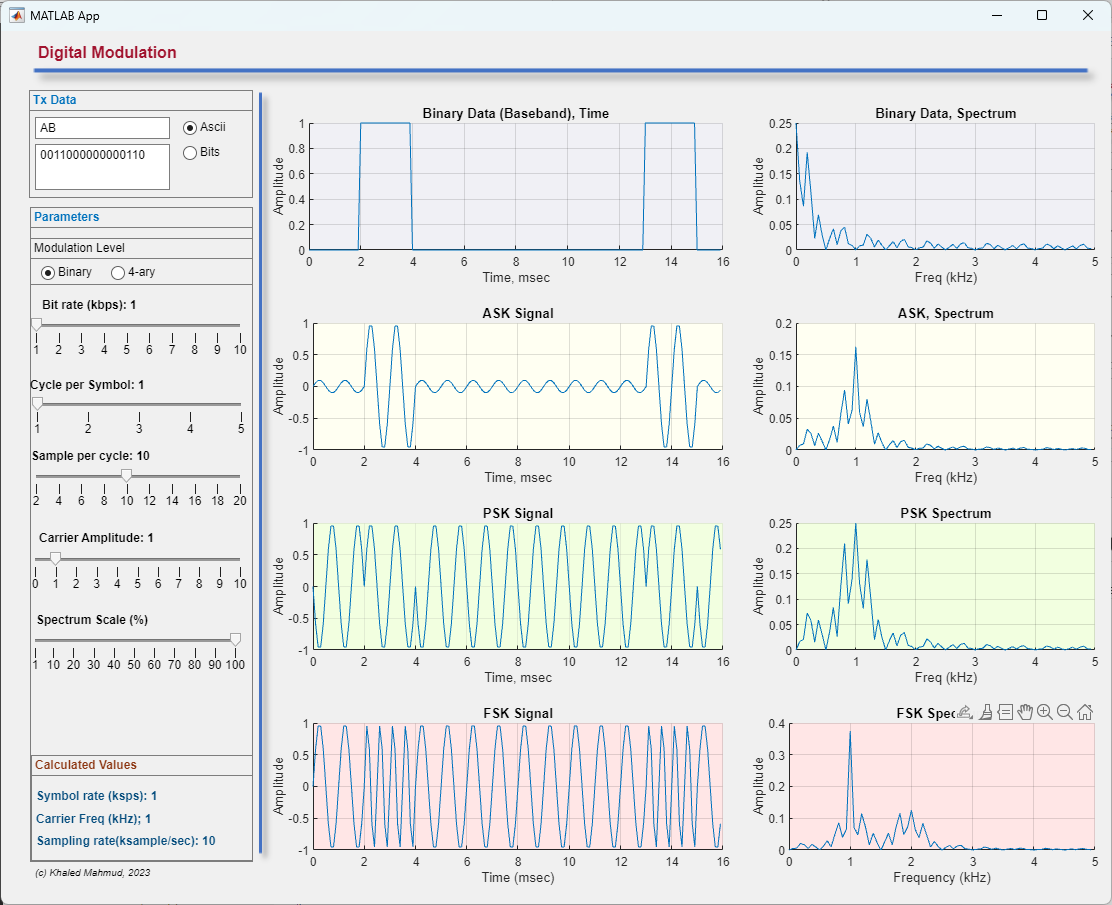 MATLAB App
Digital Modulation
Tx Data
AB
Ascii
0011000000000110
Bits
Parameters
Modulation Level
Binary 4-ary
Bit rate (kbps): 1
1 2 3 4 5 6 7 8 9 10
Cycle per Symbol: 1
1 2 3 4 5
Sample per cycle: 10
2 4 6 8 10 12 14 16 18 20
Carrier Amplitude: 1
0 1 2 3 4 5 6 7 8 9 10
Spectrum Scale (%)
1 10 20 30 40 50 60 70 80 90 100
Calculated Values
Symbol rate (ksps): 1
Carrier Freq (kHz); 1
Sampling rate(ksample/sec): 10
(c) Khaled Mahmud, 2023
Binary Data (Baseband), Time
Amplitude
1
0.8
0.6
0.4
0.2
0
0 2 4 6 8 10 12 14 16
Time, msec
Binary Data, Spectrum
Amplitude
0.25
0.2
0.15
0.1
0.05
0
0 1 2 3 4 5
Freq (kHz)
ASK Signal
Amplitude
1
0.5
0
-0.5
-1
0 2 4 6 8 10 12 14 16
Time, msec
ASK, Spectrum
Amplitude
0.2
0.15
0.1
0.05
0
0 1 2 3 4 5
Freq (kHz)
PSK Signal
Amplitude
1
0.5
0
-0.5
-1
0 2 4 6 8 10 12 14 16
Time, msec
PSK Spectrum
Amplitude
0.25
0.2
0.15
0.1
0.05
0
0 1 2 3 4 5
Freq (kHz)
FSK Signal
Amplitude
1
0.5
0
-0.5
-1
0 2 4 6 8 10 12 14 16
Time (msec)
FSK Spec
Amplitude
0.4
0.3
0.2
0.1
0
0 1 2 3 4 5
Frequency (kHz)